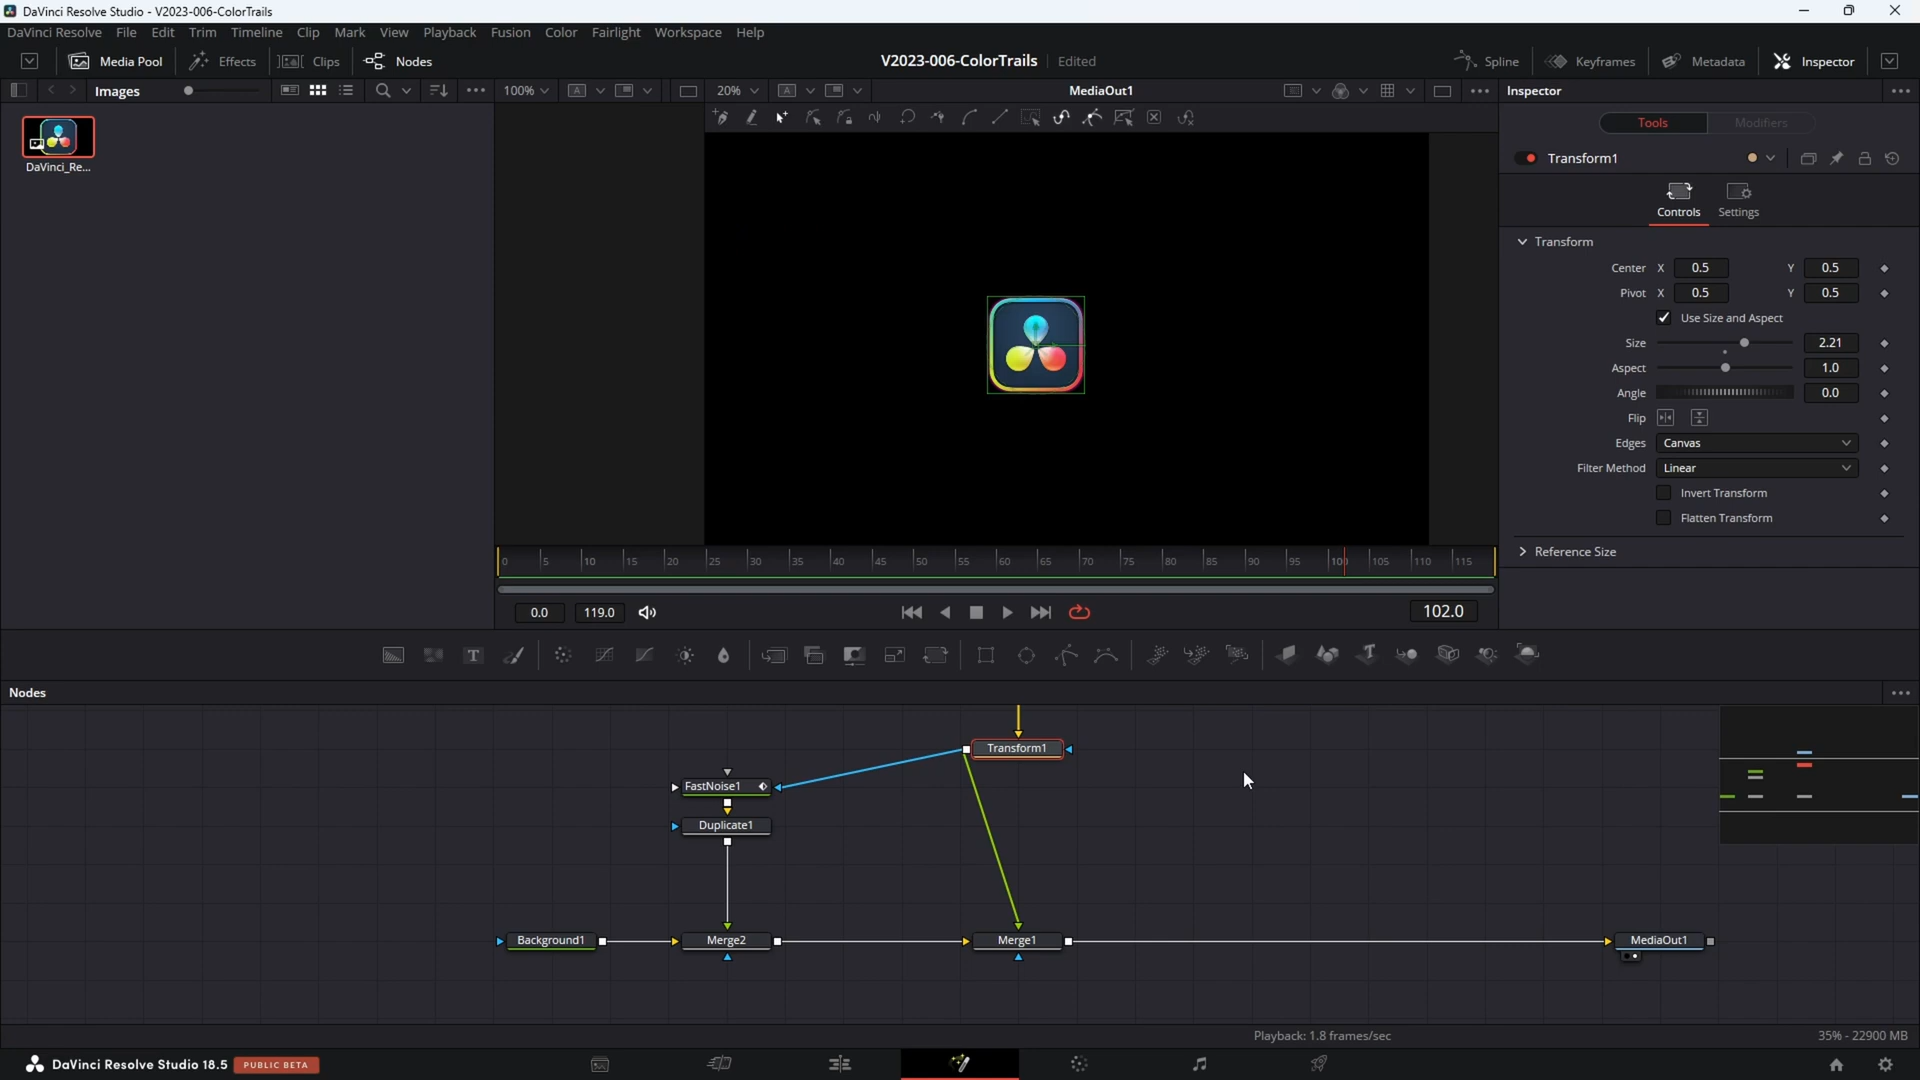 DaVinci Resolve Studio - V2023-006-ColorTrails
DaVinci Resolve File Edit Trim Timeline Clip Mark View Playback Fusion Color Fairlight Workspace Help
Media Pool Effects Clips Nodes V2023-006-ColorTrails Edited Spline Keyframes Metadata Inspector
Images 100% A 20% A MediaOut1 Inspector
Tools Modifiers
DaVinci_Re...
Transform1
Controls Settings
Transform
Center X 0.5 Y 0.5
Pivot X 0.5 Y 0.5
Use Size and Aspect
Size 2.21
Aspect 1.0
Angle 0.0
Flip
Edges Canvas
Filter Method Linear
Invert Transform
Flatten Transform
Reference Size
0 5 10 15 20 25 30 35 40 45 50 55 60 65 70 75 80 85 90 95 100 105 110 115
0.0 119.0 102.0
T
Nodes
Transform1
FastNoise1
Duplicate1
Background1 Merge2 Merge1 MediaOut1
Playback: 1.8 frames/sec 35% - 22900 MB
DaVinci Resolve Studio 18.5 PUBLIC BETA